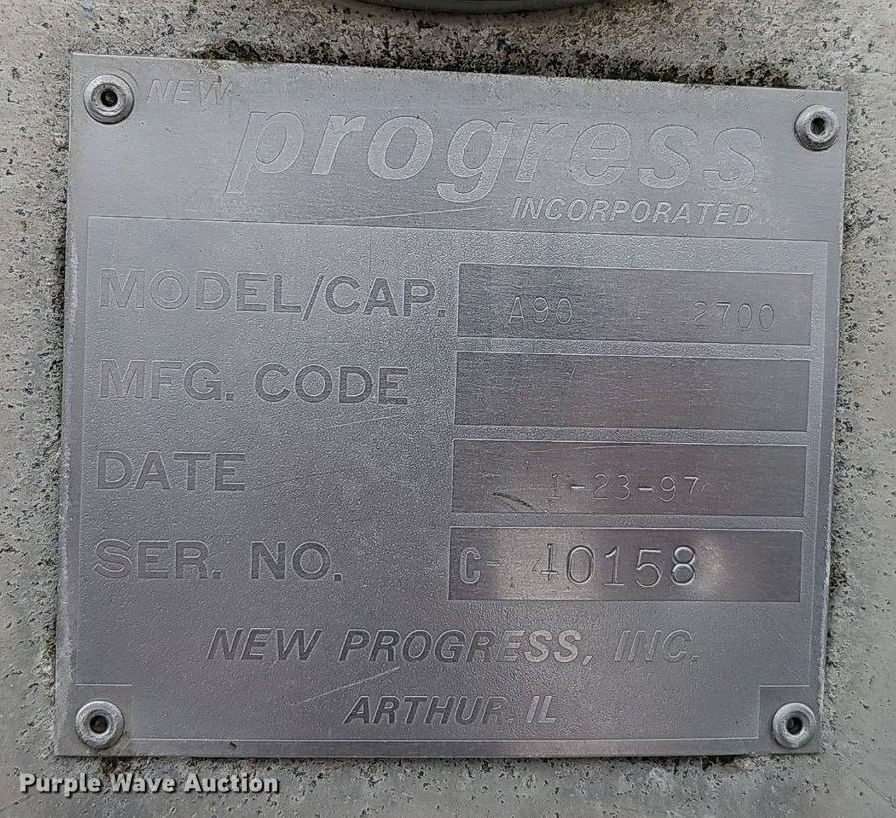 NEW
progress
INCORPORATED
MODEL/CAP. A90 2700
MFG. CODE
DATE 1-23-97
SER. NO. C- 40158
NEW PROGRESS, INC.
ARTHUR IL
Purple Wave Auction